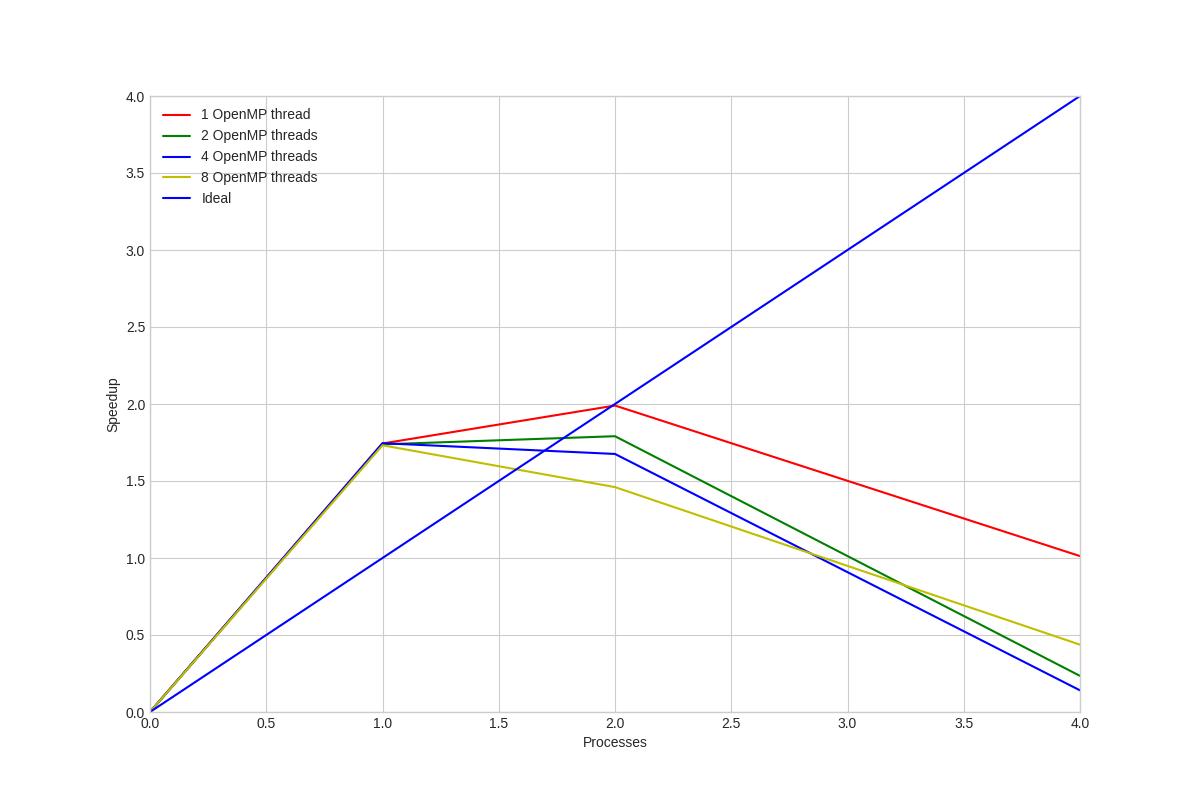 4.0
3.5
3.0
2.5
2.0
1.5
1.0
0.5
0.0
Speedup
1 OpenMP thread
2 OpenMP threads
4 OpenMP threads
8 OpenMP threads
Ideal
0.0 0.5 1.0 1.5 2.0 2.5 3.0 3.5 4.0
Processes